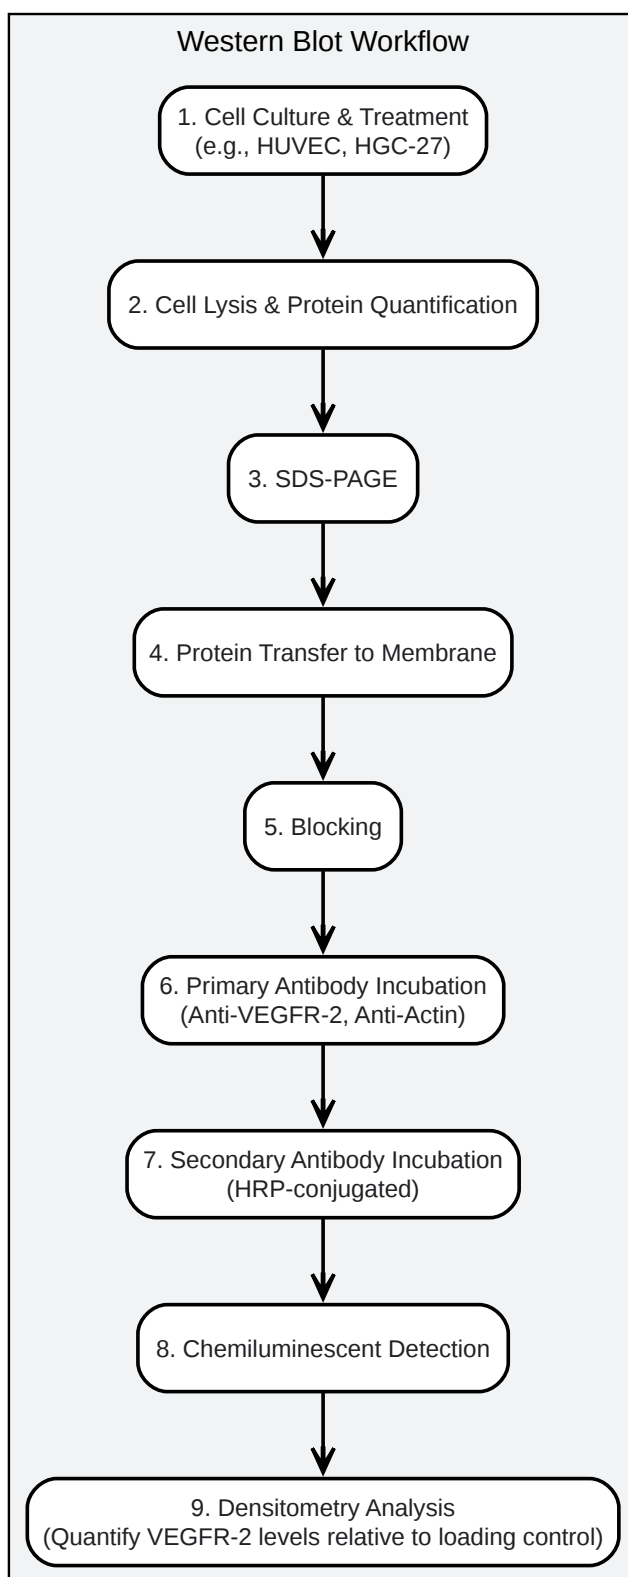 Western Blot Workflow
1. Cell Culture & Treatment
(e.g., HUVEC, HGC-27)
2. Cell Lysis & Protein Quantification
3. SDS-PAGE
4. Protein Transfer to Membrane
5. Blocking
6. Primary Antibody Incubation
(Anti-VEGFR-2, Anti-Actin)
7. Secondary Antibody Incubation
(HRP-conjugated)
8. Chemiluminescent Detection
9. Densitometry Analysis
(Quantify VEGFR-2 levels relative to loading control)